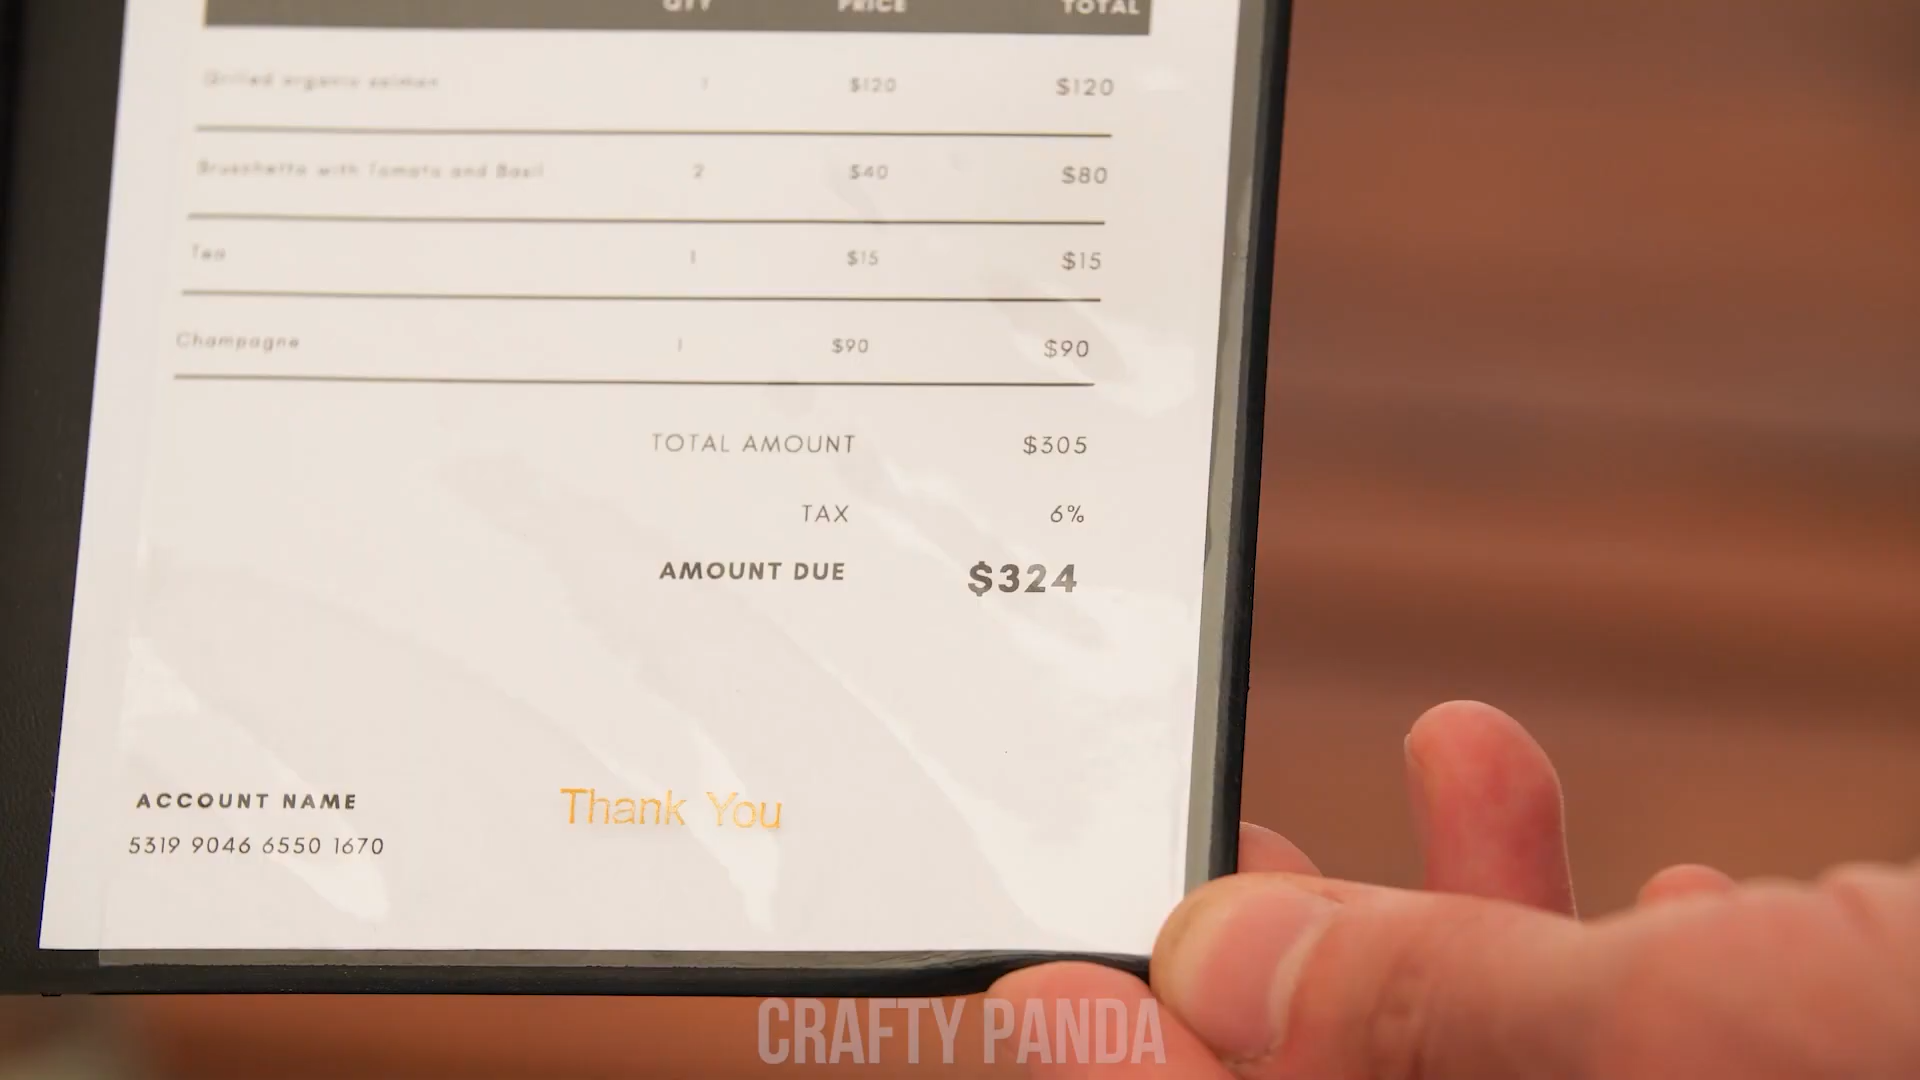 QTY PRICE TOTAL
Grilled organic salmon 1 $120 $120
Bruschetta with Tomato and Basil 2 $40 $80
Tea 1 $15 $15
Champagne 1 $90 $90
TOTAL AMOUNT $305
TAX 6%
AMOUNT DUE $324
ACCOUNT NAME
5319 9046 6550 1670
Thank You
CRAFTY PANDA